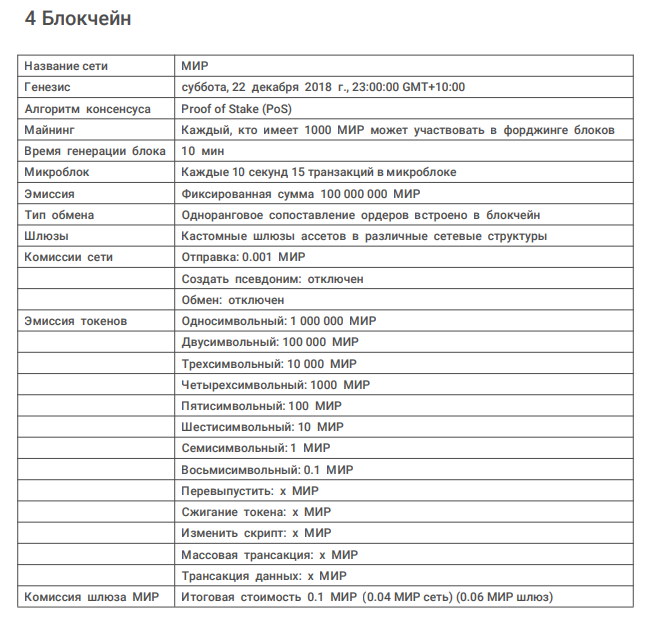 4 Блокчейн
Название сети МИР
Генезис суббота, 22 декабря 2018 г., 23:00:00 GMT+10:00
Алгоритм консенсуса Proof of Stake (PoS)
Майнинг Каждый, кто имеет 1000 МИР может участвовать в форджинге блоков
Время генерации блока 10 мин
Микроблок Каждые 10 секунд 15 транзакций в микроблоке
Эмиссия Фиксированная сумма 100 000 000 МИР
Тип обмена Одноранговое сопоставление ордеров встроено в блокчейн
Шлюзы Кастомные шлюзы ассетов в различные сетевые структуры
Комиссии сети Отправка: 0.001 МИР
Создать псевдоним: отключен
Обмен: отключен
Эмиссия токенов Односимвольный: 1 000 000 МИР
Двусимвольный: 100 000 МИР
Трехсимвольный: 10 000 МИР
Четырехсимвольный: 1000 МИР
Пятисимвольный: 100 МИР
Шестисимвольный: 10 МИР
Семисимвольный: 1 МИР
Восьмисимвольный: 0.1 МИР
Перевыпустить: x МИР
Сжигание токена: x МИР
Изменить скрипт: x МИР
Массовая трансакция: x МИР
Трансакция данных: x МИР
Комиссия шлюза МИР Итоговая стоимость 0.1 МИР (0.04 МИР сеть) (0.06 МИР шлюз)